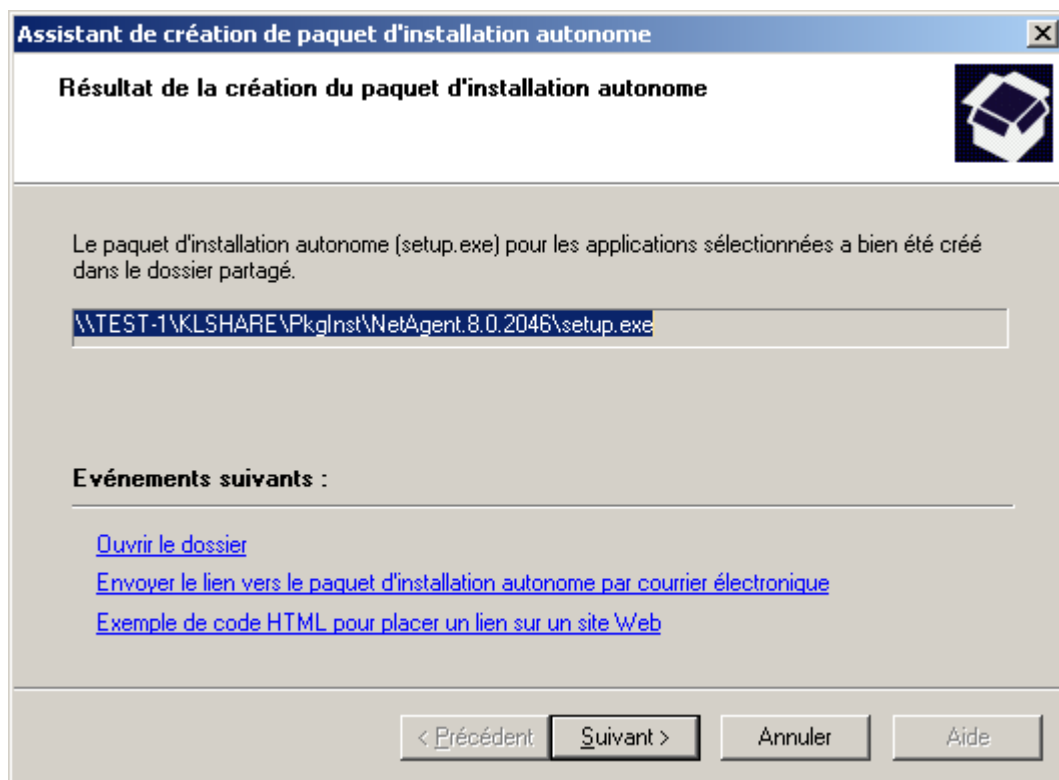 Assistant de création de paquet d'installation autonome
Résultat de la création du paquet d'installation autonome
Le paquet d'installation autonome (setup.exe) pour les applications sélectionnées a bien été créé
dans le dossier partagé.
\\TEST-1\KLSHARE\PkgInst\NetAgent.8.0.2046\setup.exe
Evénements suivants :
Ouvrir le dossier
Envoyer le lien vers le paquet d'installation autonome par courrier électronique
Exemple de code HTML pour placer un lien sur un site Web
< Précédent Suivant > Annuler Aide